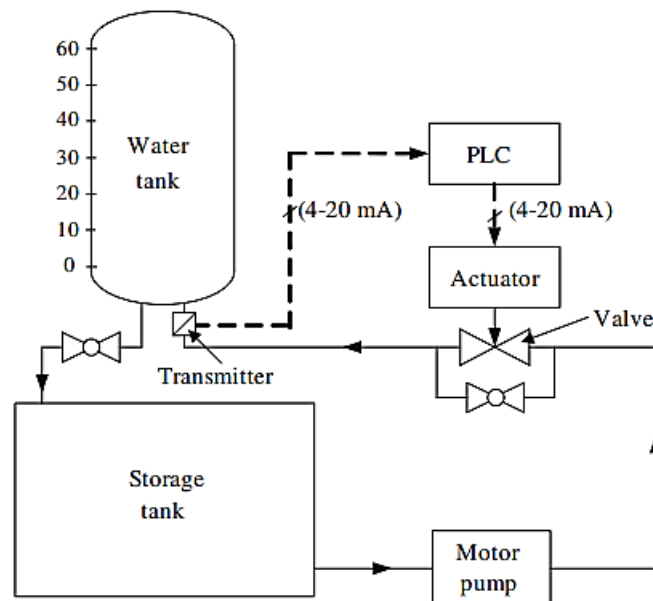 60
50
40
30
20
10
0
Water
tank
PLC
(4-20 mA)
(4-20 mA)
Actuator
Valve
Transmitter
Storage
tank
Motor
pump